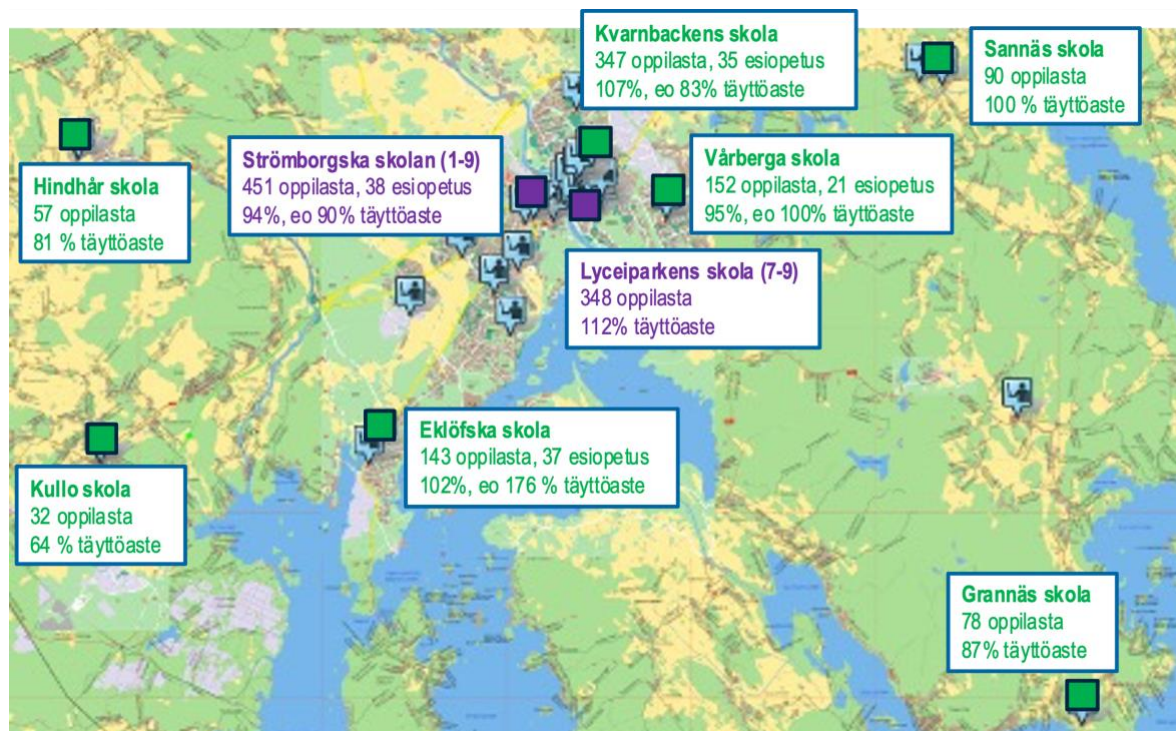 Kvarnbackens skola
347 oppilasta, 35 esiopetus
107%, eo 83% täyttöaste
Sannäs skola
90 oppilasta
100 % täyttöaste
Hindhår skola
57 oppilasta
81 % täyttöaste
Strömborgska skolan (1-9)
451 oppilasta, 38 esiopetus
94%, eo 90% täyttöaste
Vårberga skola
152 oppilasta, 21 esiopetus
95%, eo 100% täyttöaste
Lyceiparkens skola (7-9)
348 oppilasta
112% täyttöaste
Eklöfska skola
143 oppilasta, 37 esiopetus
102%, eo 176 % täyttöaste
Kullo skola
32 oppilasta
64 % täyttöaste
Grannäs skola
78 oppilasta
87% täyttöaste